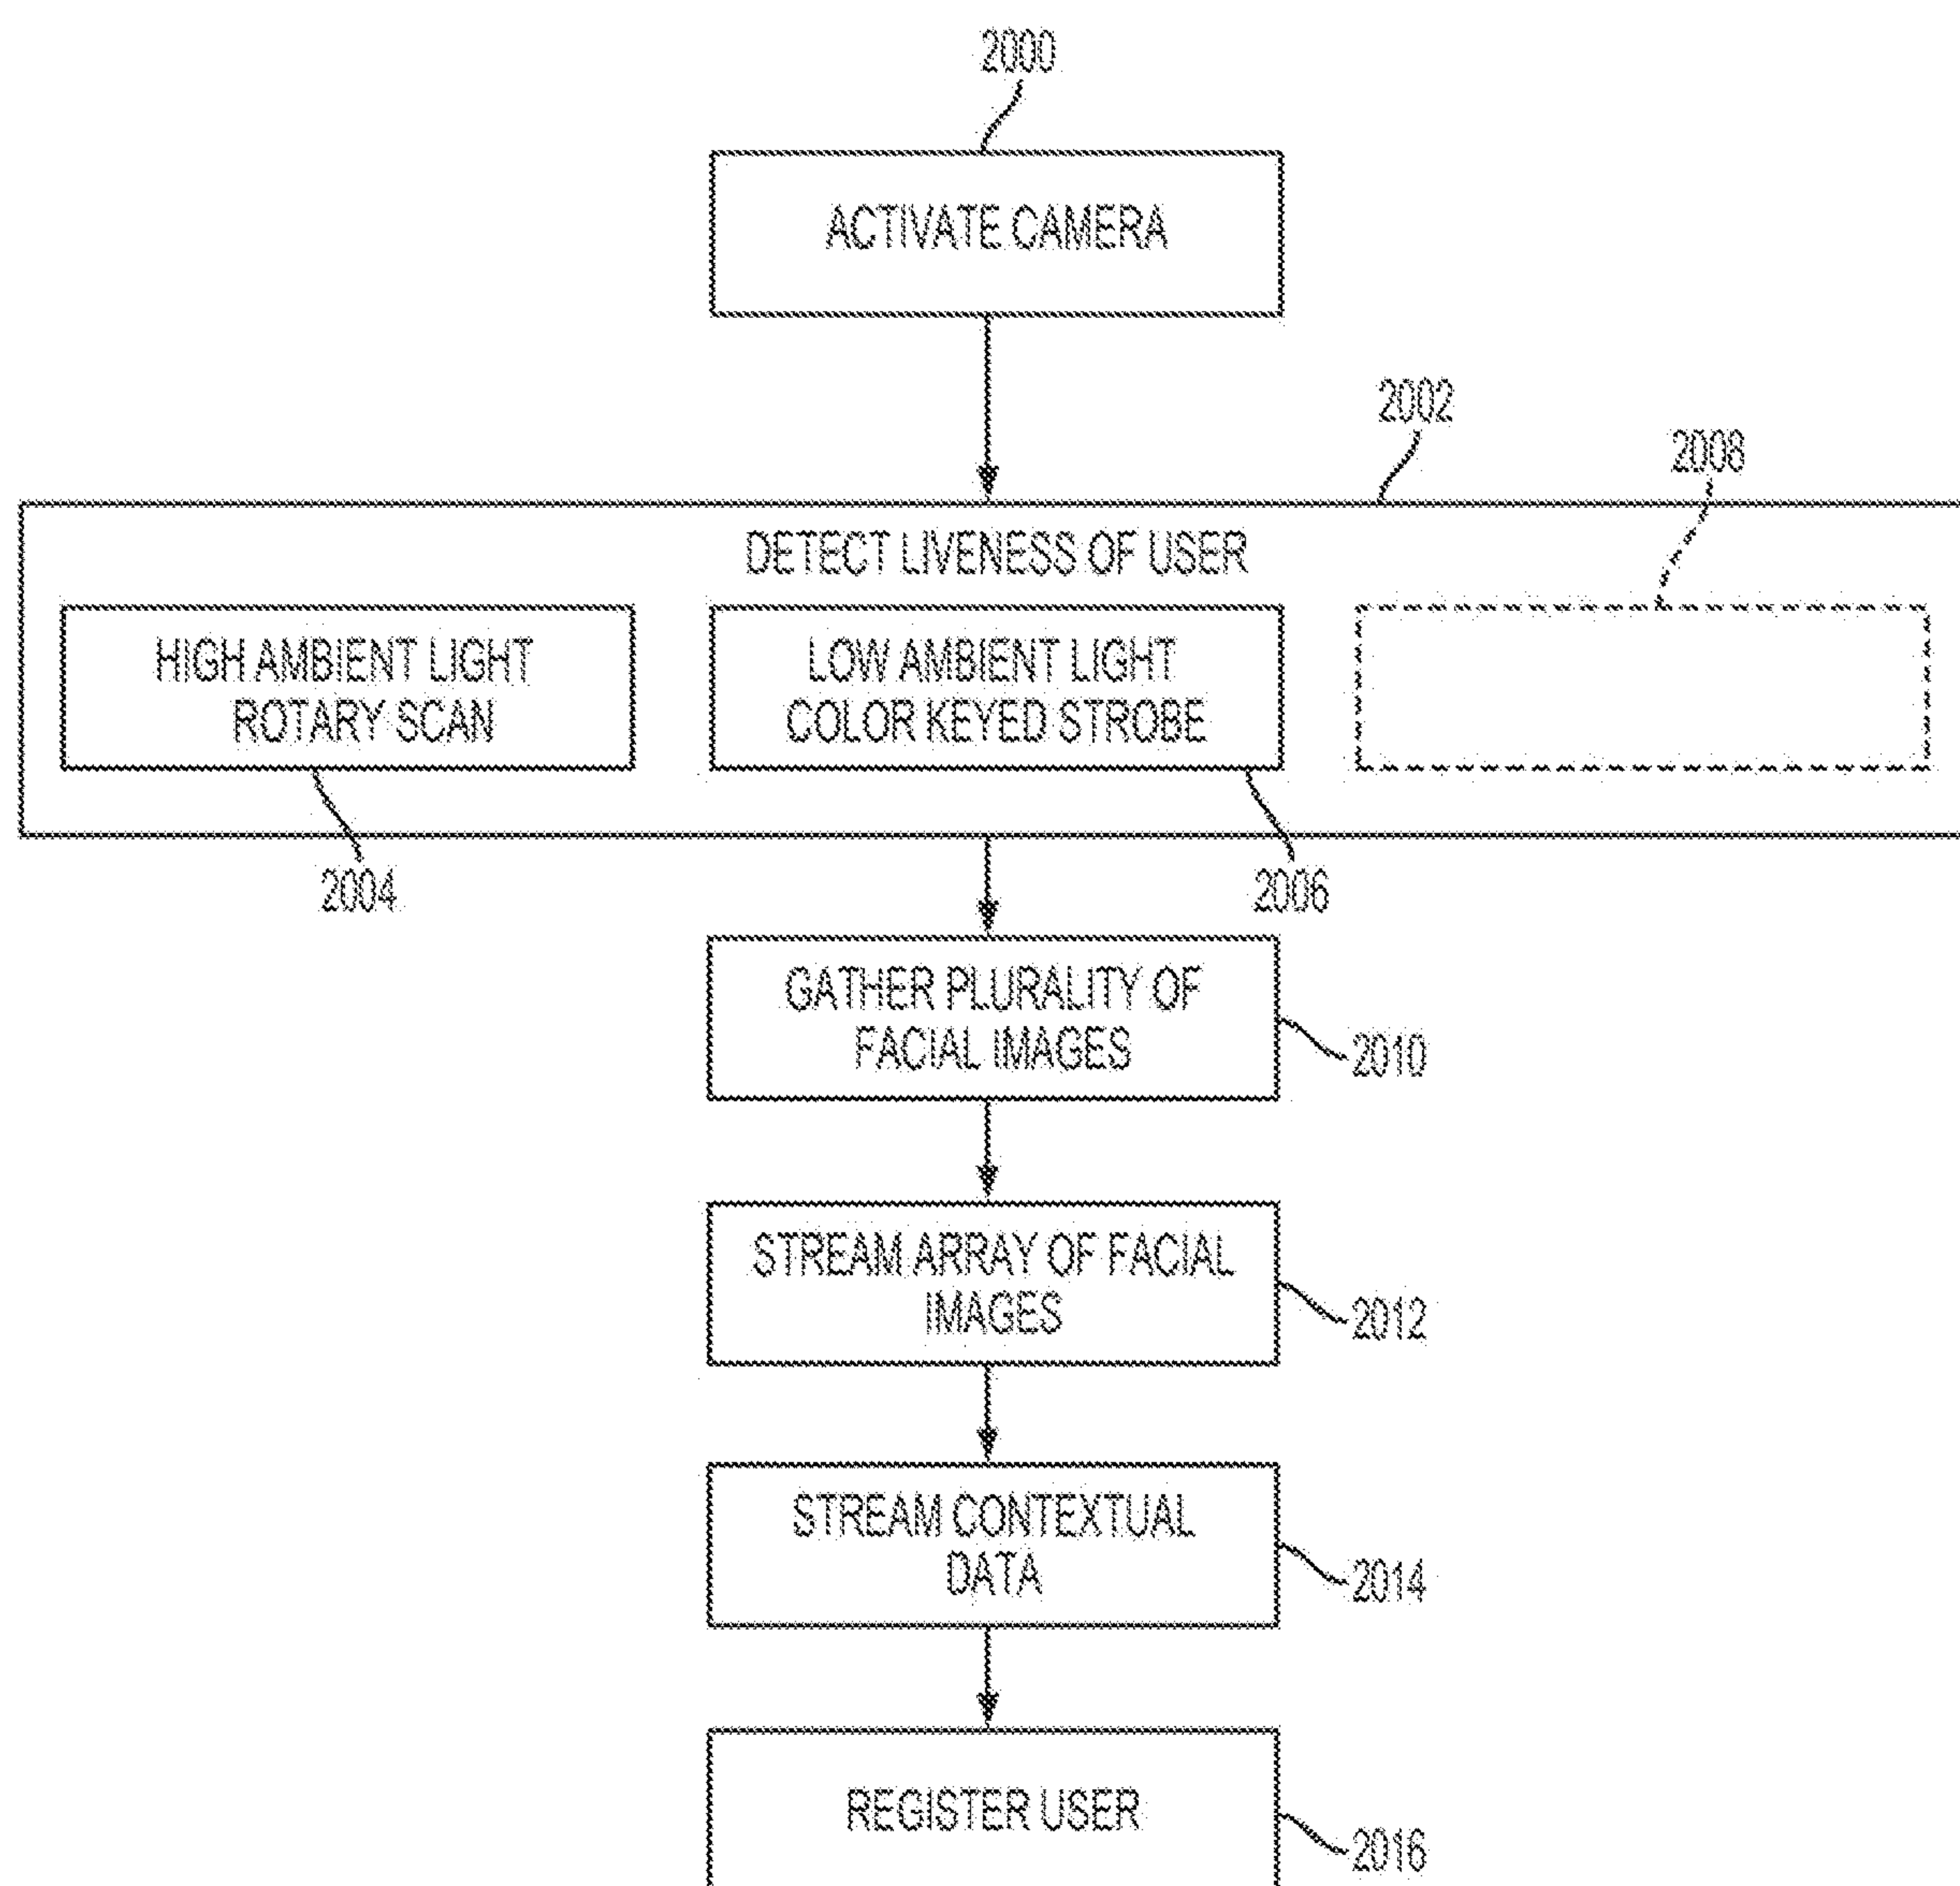 2000
ACTIVATE CAMERA
2002
2008
DETECT LIVENESS OF USER
HIGH AMBIENT LIGHT
ROTARY SCAN
LOW AMBIENT LIGHT
COLOR KEYED STROBE
2004
2006
GATHER PLURALITY OF
FACIAL IMAGES
2010
STREAM ARRAY OF FACIAL
IMAGES
2012
STREAM CONTEXTUAL
DATA
2014
REGISTER USER
2016